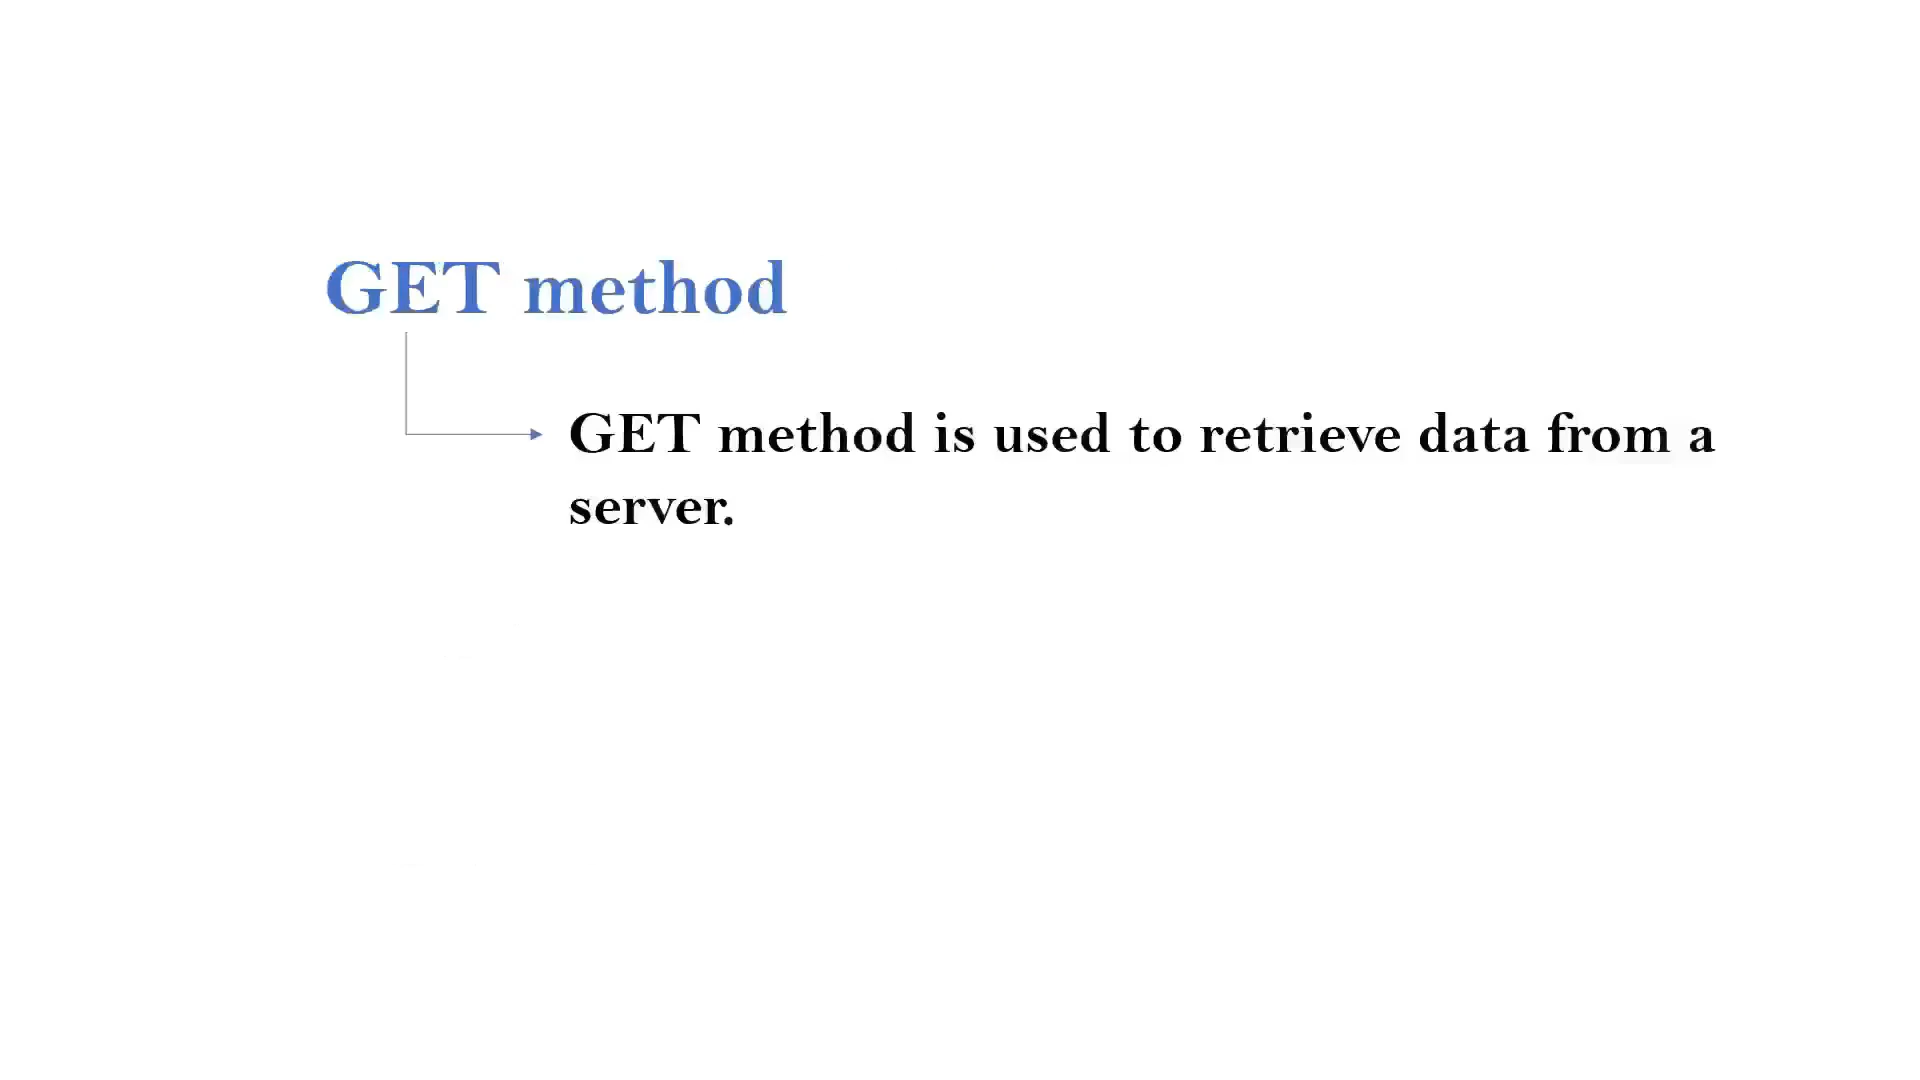 GET method
GET method is used to retrieve data from a
server.